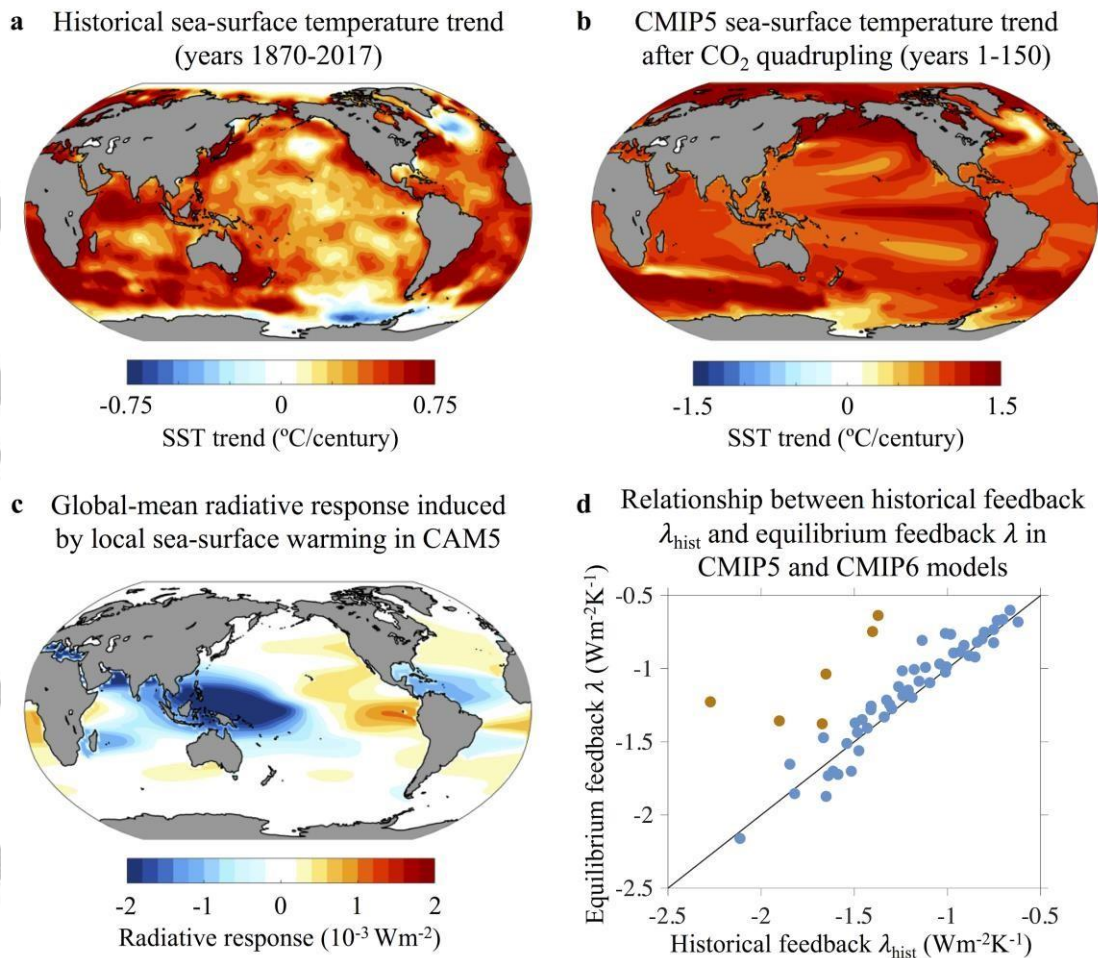 a Historical sea-surface temperature trend
(years 1870-2017)
b CMIP5 sea-surface temperature trend
after CO₂ quadrupling (years 1-150)
-0.75 0 0.75
SST trend (ºC/century)
-1.5 0 1.5
SST trend (ºC/century)
c Global-mean radiative response induced
by local sea-surface warming in CAM5
-2 -1 0 1 2
Radiative response (10⁻³ Wm⁻²)
d Relationship between historical feedback
λhist and equilibrium feedback λ in
CMIP5 and CMIP6 models
Equilibrium feedback λ (Wm⁻²K⁻¹)
-0.5
-1
-1.5
-2
-2.5
-2.5 -2 -1.5 -1 -0.5
Historical feedback λhist (Wm⁻²K⁻¹)